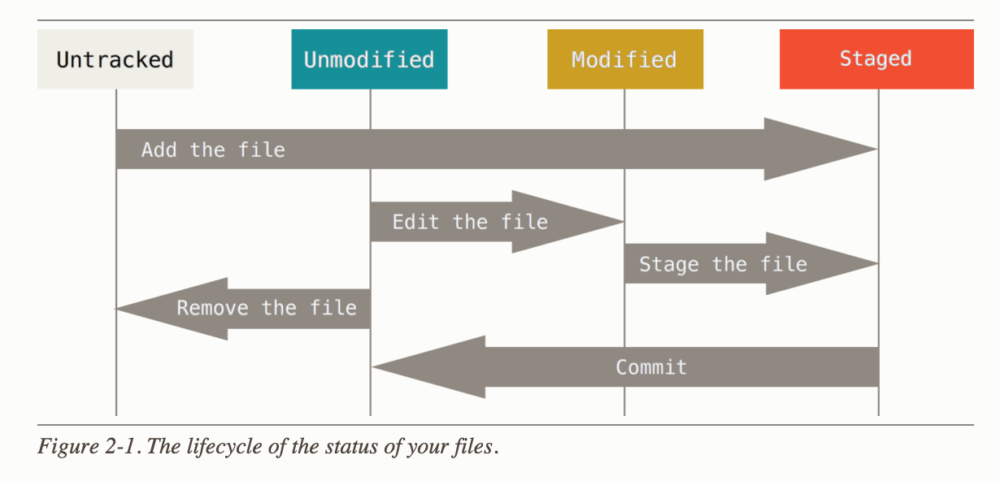 Untracked
Unmodified
Modified
Staged
Add the file
Edit the file
Stage the file
Remove the file
Commit
Figure 2-1. The lifecycle of the status of your files.